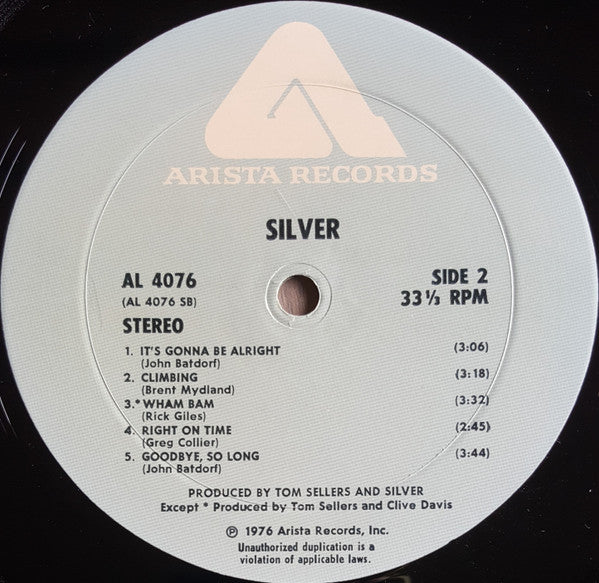 ARISTA RECORDS
SILVER
AL 4076 SIDE 2
(AL 4076 SB) 33⅓ RPM
STEREO
1. IT'S GONNA BE ALRIGHT (3:06)
(John Batdorf)
2. CLIMBING (3:18)
(Brent Mydland)
3.* WHAM BAM (3:32)
(Rick Giles)
4. RIGHT ON TIME (2:45)
(Greg Collier)
5. GOODBYE, SO LONG (3:44)
(John Batdorf)
PRODUCED BY TOM SELLERS AND SILVER
Except * Produced by Tom Sellers and Clive Davis
℗ 1976 Arista Records, Inc.
Unauthorized duplication is a
violation of applicable laws.